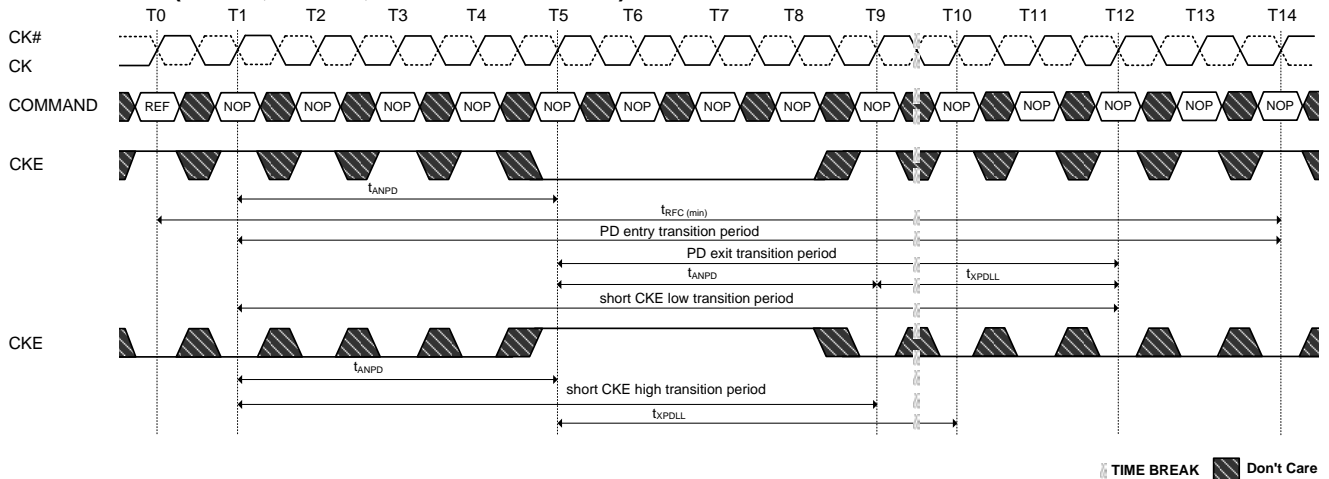 T0 T1 T2 T3 T4 T5 T6 T7 T8 T9 T10 T11 T12 T13 T14
CK#
CK
COMMAND REF NOP NOP NOP NOP NOP NOP NOP NOP NOP NOP NOP NOP NOP NOP
CKE
tANPD
tRFC (min)
PD entry transition period
PD exit transition period
tANPD tXPDLL
short CKE low transition period
CKE
tANPD
short CKE high transition period
tXPDLL
TIME BREAK Don't Care